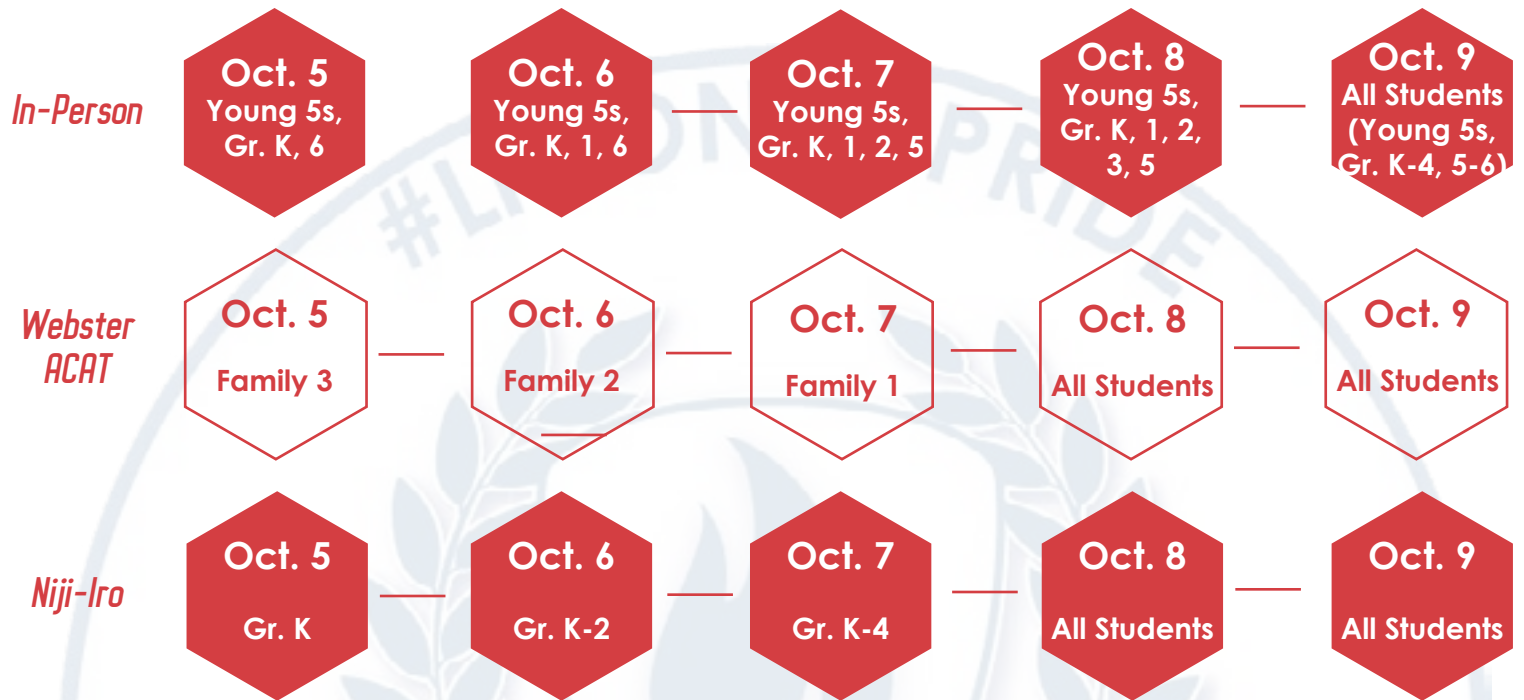 In-Person
Oct. 5
Young 5s,
Gr. K, 6
Oct. 6
Young 5s,
Gr. K, 1, 6
Oct. 7
Young 5s,
Gr. K, 1, 2, 5
Oct. 8
Young 5s,
Gr. K, 1, 2,
3, 5
Oct. 9
All Students
(Young 5s,
Gr. K-4, 5-6)
Webster
ACAT
Oct. 5
Family 3
Oct. 6
Family 2
Oct. 7
Family 1
Oct. 8
All Students
Oct. 9
All Students
Niji-Iro
Oct. 5
Gr. K
Oct. 6
Gr. K-2
Oct. 7
Gr. K-4
Oct. 8
All Students
Oct. 9
All Students
PRIDE